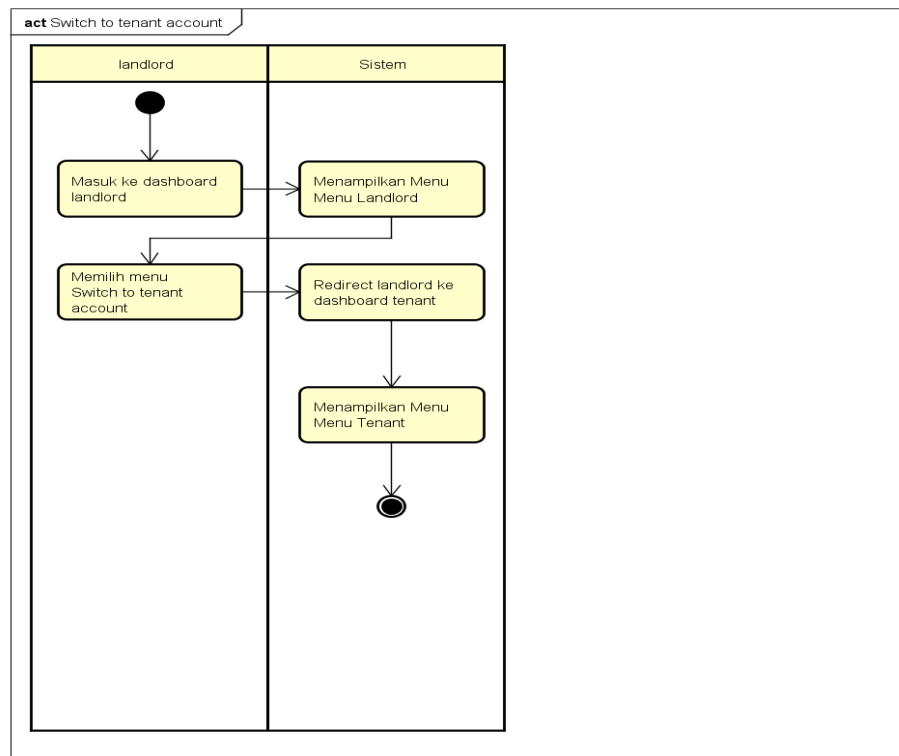 act Switch to tenant account
landlord
Sistem
Masuk ke dashboard
landlord
Menampilkan Menu
Menu Landlord
Memilih menu
Switch to tenant
account
Redirect landlord ke
dashboard tenant
Menampilkan Menu
Menu Tenant